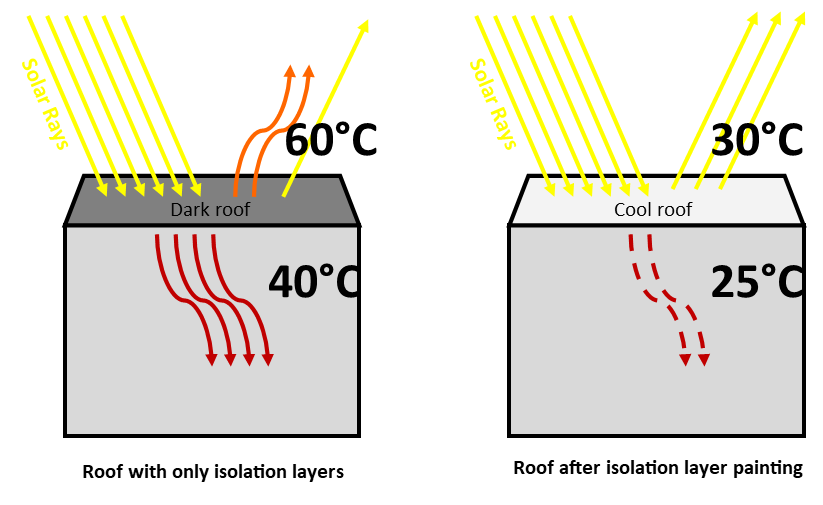 Solar Rays
60°C
Dark roof
40°C
Roof with only isolation layers
Solar Rays
30°C
Cool roof
25°C
Roof after isolation layer painting